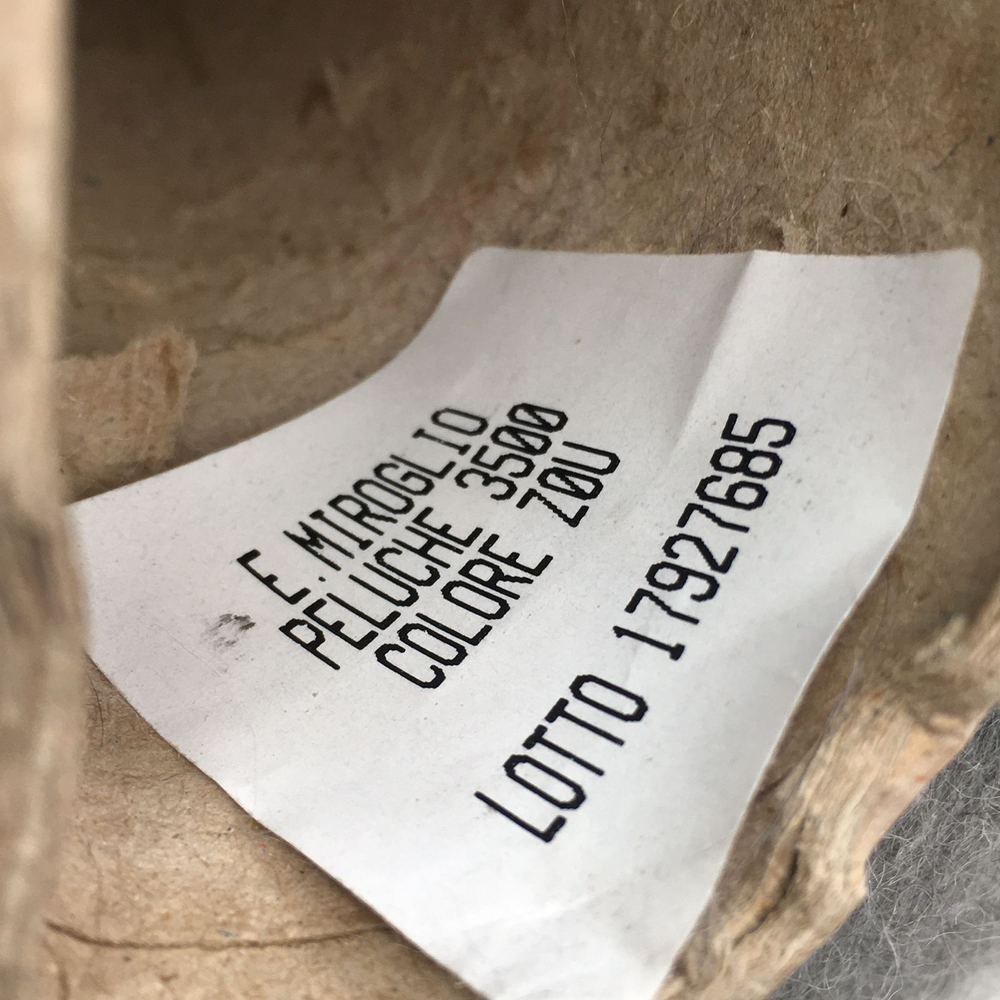 E.MIROGLIO
PELUCHE 3500
COLORE Z0U
LOTTO 17927685